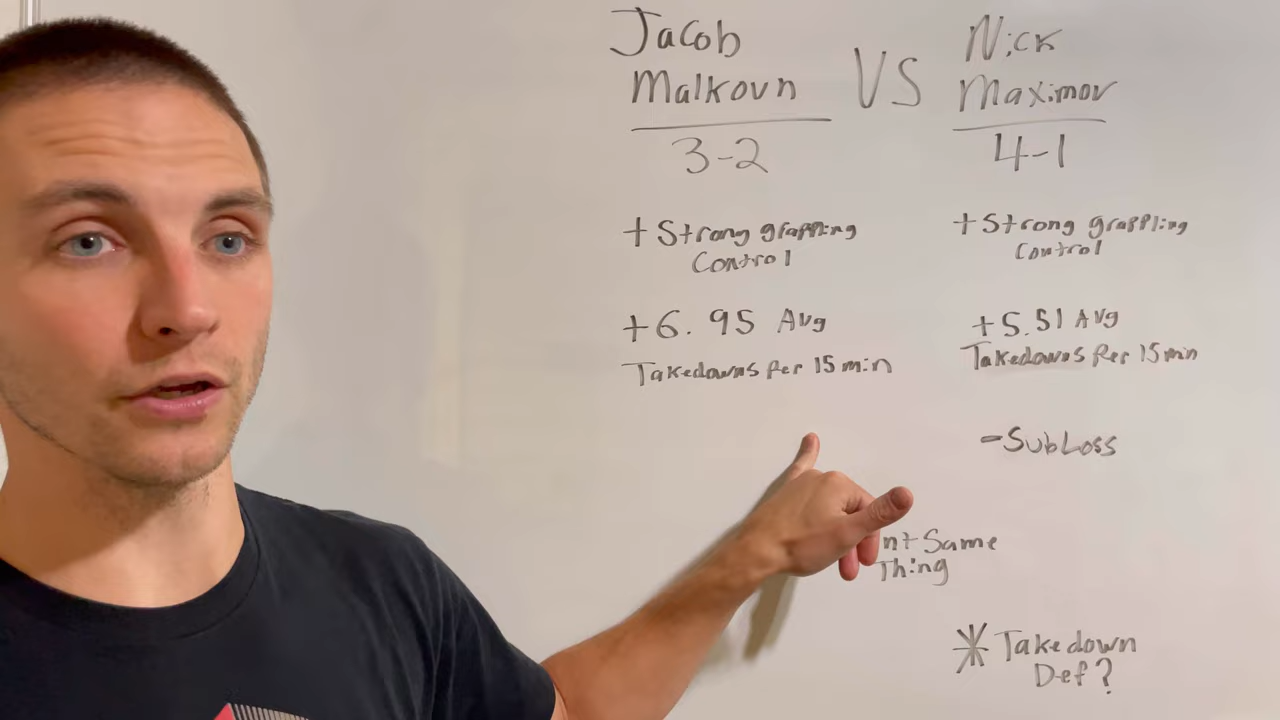 Jacob
Malkovn
VS
Nick
Maximov
3-2
4-1
+ Strong grappling
Control
+ Strong grappling
Control
+ 6.95 Avg
Takedowns Per 15 min
+ 5.51 Avg
Takedowns Per 15 min
- Sub Loss
Same
Thing
* Takedown
Def?